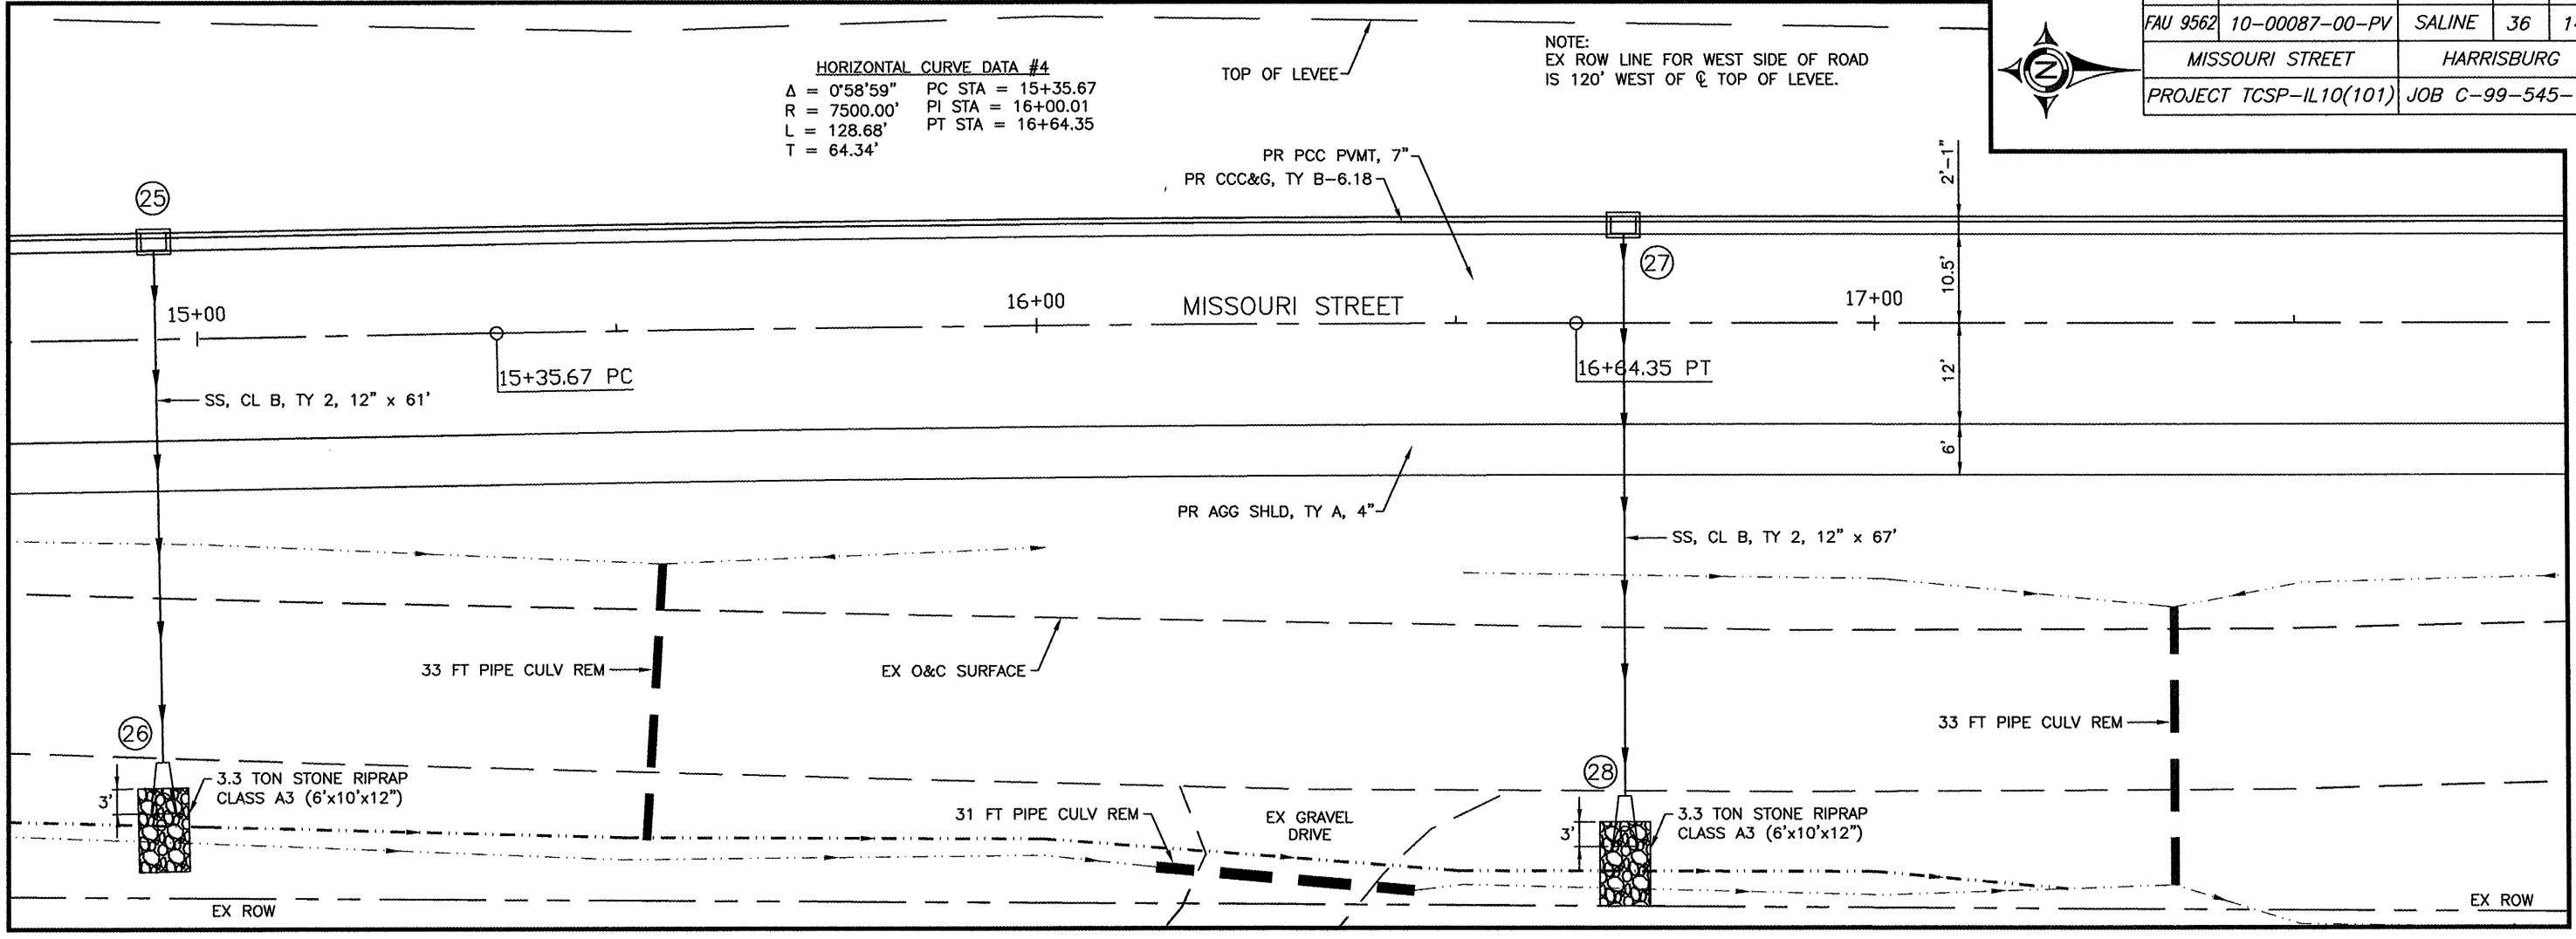 FAU 9562 10-00087-00-PV SALINE 36
MISSOURI STREET HARRISBURG
PROJECT TCSP-IL10(101) JOB C-99-545-
N
NOTE:
EX ROW LINE FOR WEST SIDE OF ROAD
IS 120' WEST OF ℄ TOP OF LEVEE.
TOP OF LEVEE
HORIZONTAL CURVE DATA #4
Δ = 0°58'59" PC STA = 15+35.67
R = 7500.00' PI STA = 16+00.01
L = 128.68' PT STA = 16+64.35
T = 64.34'
PR PCC PVMT, 7"
PR CCC&G, TY B-6.18
2'-1"
25
27
10.5'
15+00
16+00
MISSOURI STREET
17+00
15+35.67 PC
16+64.35 PT
12'
SS, CL B, TY 2, 12" x 61'
6'
PR AGG SHLD, TY A, 4"
SS, CL B, TY 2, 12" x 67'
33 FT PIPE CULV REM
EX O&C SURFACE
33 FT PIPE CULV REM
26
28
3'
3.3 TON STONE RIPRAP
CLASS A3 (6'x10'x12")
31 FT PIPE CULV REM
EX GRAVEL
DRIVE
3'
3.3 TON STONE RIPRAP
CLASS A3 (6'x10'x12")
EX ROW
EX ROW